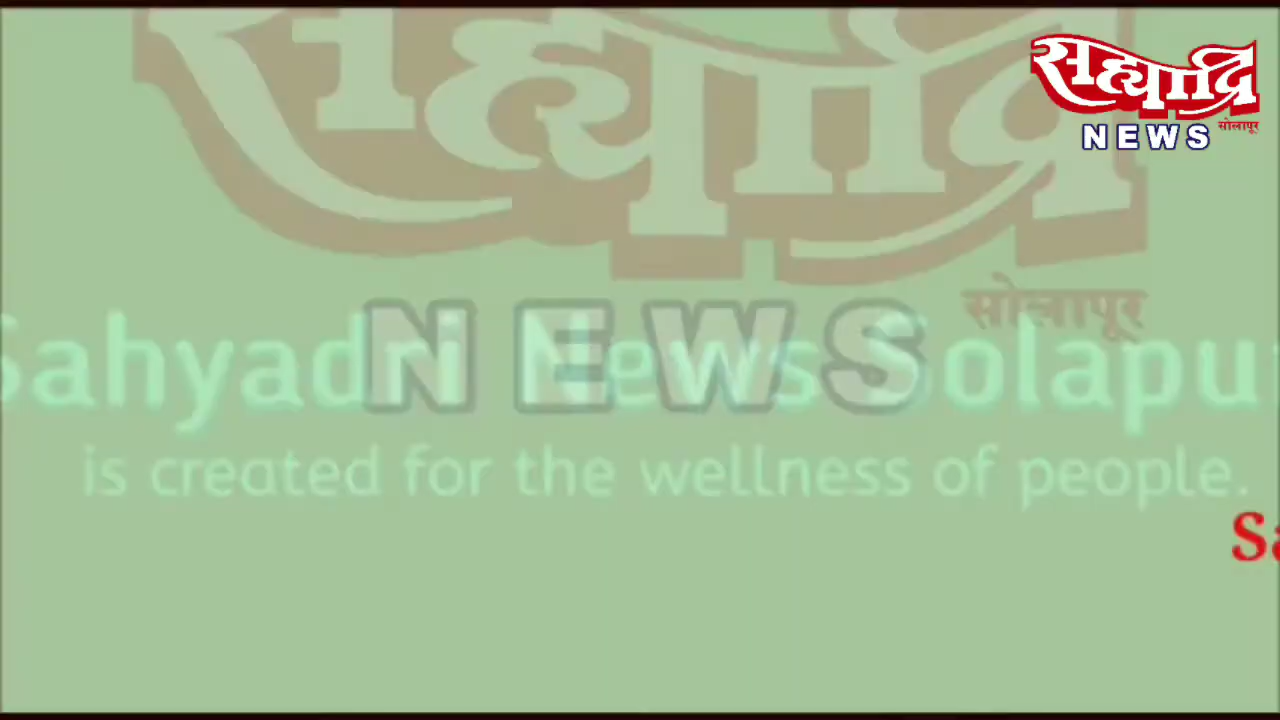 सह्याद्रि
NEWS
सोलापूर
सह्याद्रि
सोलापूर
NEWS
Sahyadri News Solapur
is created for the wellness of people.
Sa